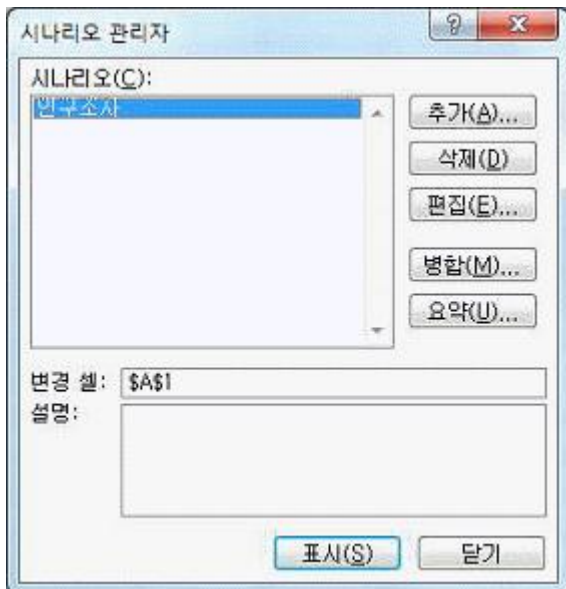 시나리오 관리자
시나리오(C):
인구조사
추가(A)...
삭제(D)
편집(E)...
병합(M)...
요약(U)...
변경 셀: $A$1
설명:
표시(S)
닫기